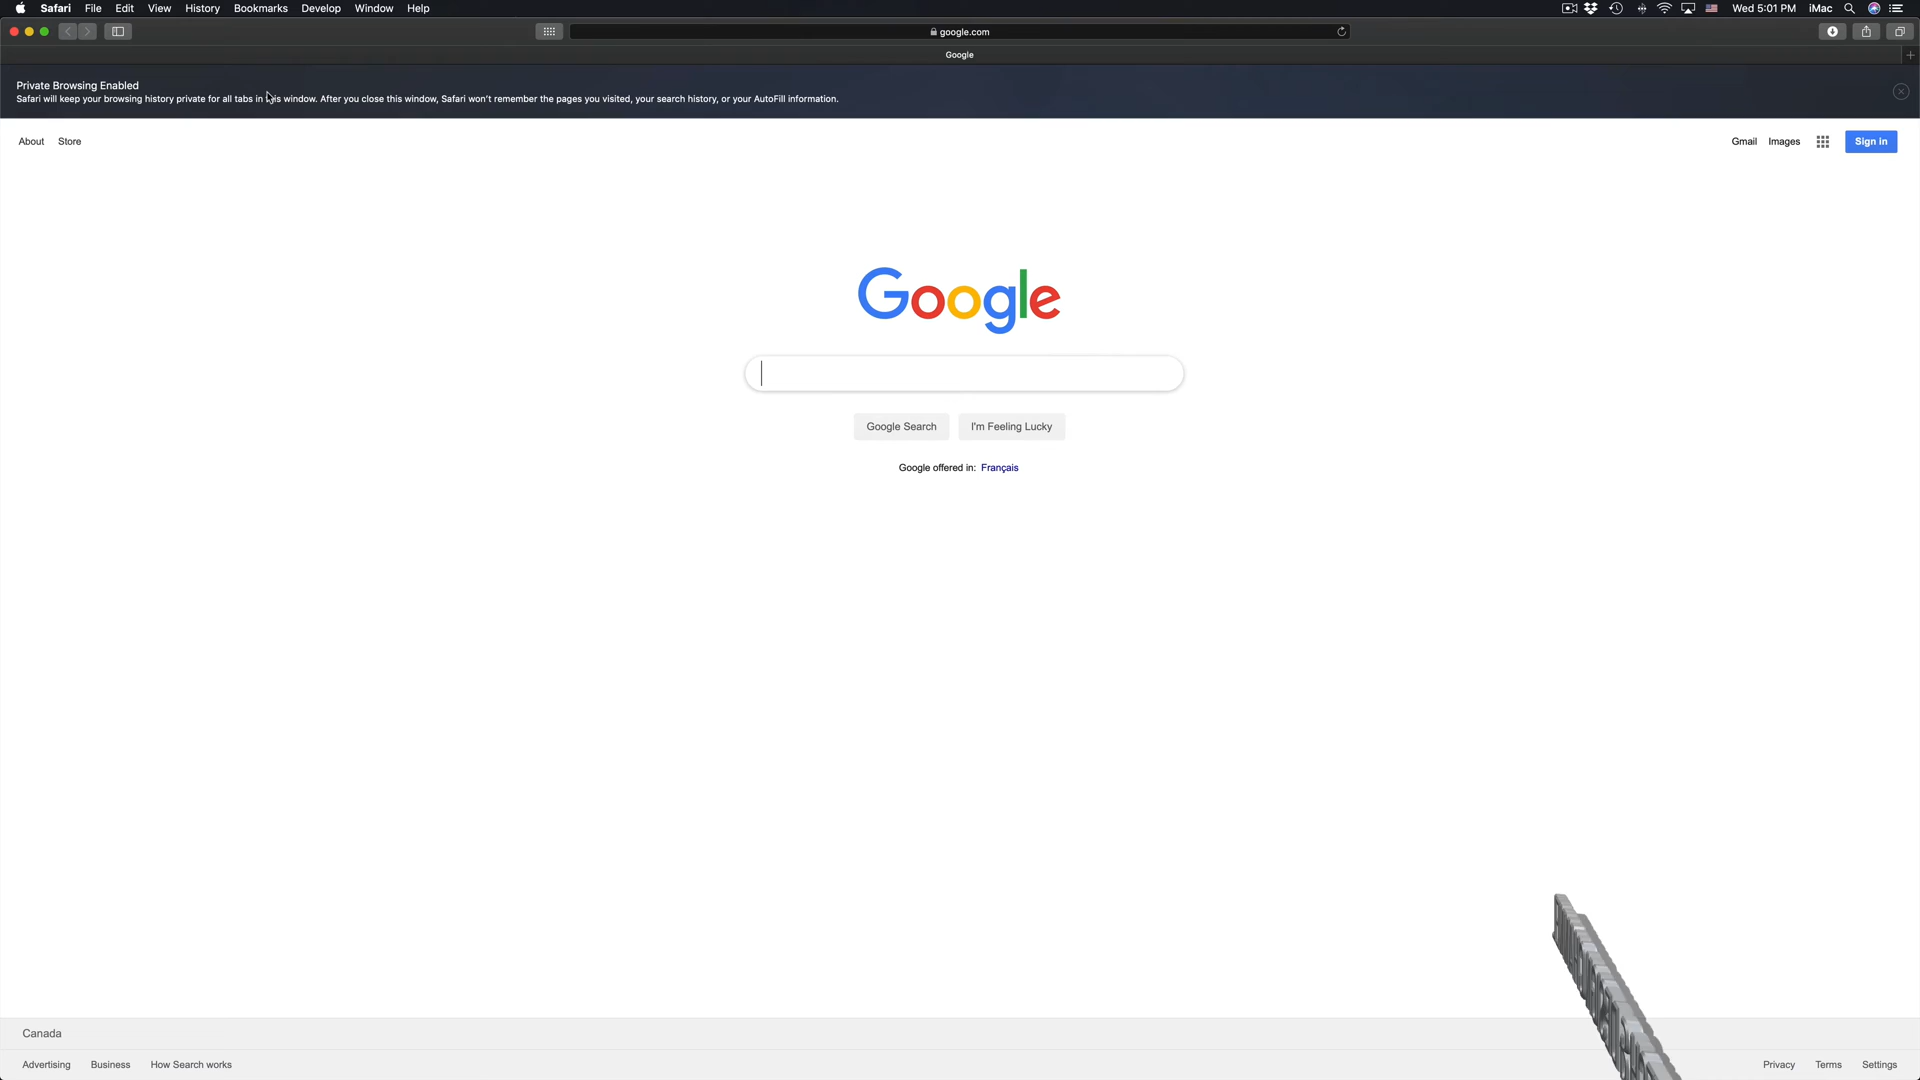 Safari File Edit View History Bookmarks Develop Window Help Wed 5:01 PM iMac
google.com
Google
Private Browsing Enabled
Safari will keep your browsing history private for all tabs in this window. After you close this window, Safari won't remember the pages you visited, your search history, or your AutoFill information.
About Store Gmail Images Sign in
Google
Google Search I'm Feeling Lucky
Google offered in: Français
Canada
Advertising Business How Search works Privacy Terms Settings